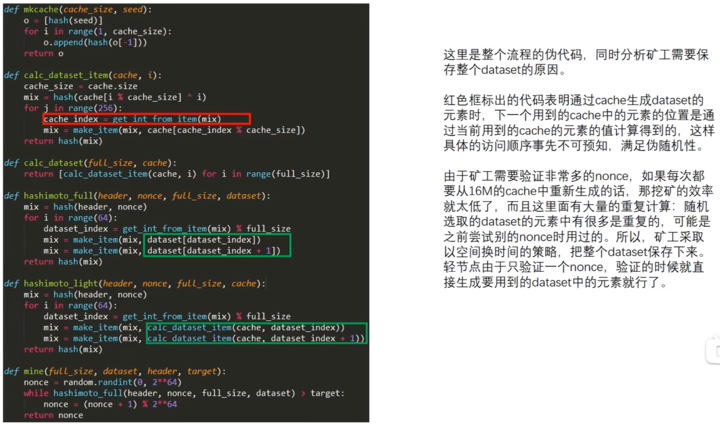 def mkcache(cache_size, seed):
    o = [hash(seed)]
    for i in range(1, cache_size):
        o.append(hash(o[-1]))
    return o
def calc_dataset_item(cache, i):
    cache_size = cache.size
    mix = hash(cache[i % cache_size] ^ i)
    for j in range(256):
        cache_index = get_int_from_item(mix)
        mix = make_item(mix, cache[cache_index % cache_size])
    return hash(mix)
def calc_dataset(full_size, cache):
    return [calc_dataset_item(cache, i) for i in range(full_size)]
def hashimoto_full(header, nonce, full_size, dataset):
    mix = hash(header, nonce)
    for i in range(64):
        dataset_index = get_int_from_item(mix) % full_size
        mix = make_item(mix, dataset[dataset_index])
        mix = make_item(mix, dataset[dataset_index + 1])
    return hash(mix)
def hashimoto_light(header, nonce, full_size, cache):
    mix = hash(header, nonce)
    for i in range(64):
        dataset_index = get_int_from_item(mix) % full_size
        mix = make_item(mix, calc_dataset_item(cache, dataset_index))
        mix = make_item(mix, calc_dataset_item(cache, dataset_index + 1))
    return hash(mix)
def mine(full_size, dataset, header, target):
    nonce = random.randint(0, 2**64)
    while hashimoto_full(header, nonce, full_size, dataset) > target:
        nonce = (nonce + 1) % 2**64
    return nonce
这里是整个流程的伪代码，同时分析矿工需要保
存整个dataset的原因。
红色框标出的代码表明通过cache生成dataset的
元素时，下一个用到的cache中的元素的位置是通
过当前用到的cache的元素的值计算得到的，这样
具体的访问顺序事先不可预知，满足伪随机性。
由于矿工需要验证非常多的nonce，如果每次都
要从16M的cache中重新生成的话，那挖矿的效率
就太低了，而且这里面有大量的重复计算：随机
选取的dataset的元素中有很多是重复的，可能是
之前尝试别的nonce时用过的。所以，矿工采取
以空间换时间的策略，把整个dataset保存下来。
轻节点由于只验证一个nonce，验证的时候就直
接生成要用到的dataset中的元素就行了。